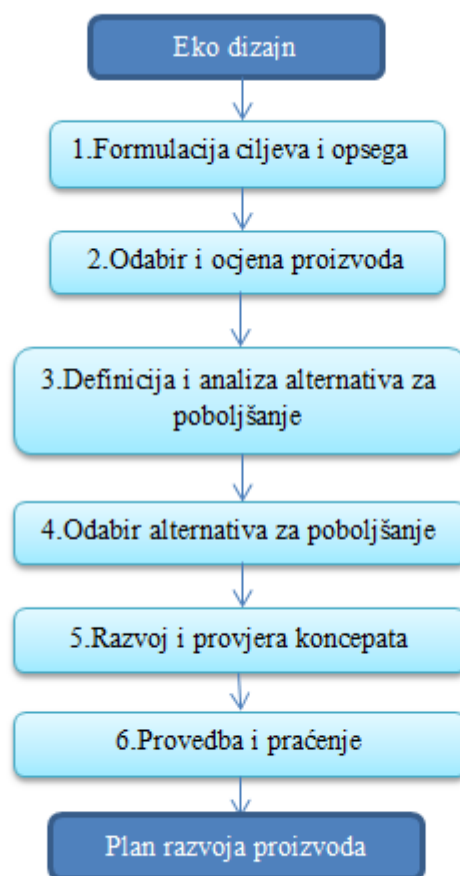 Eko dizajn
1.Formulacija ciljeva i opsega
2.Odabir i ocjena proizvoda
3.Definicija i analiza alternativa za
poboljšanje
4.Odabir alternativa za poboljšanje
5.Razvoj i provjera koncepata
6.Provedba i praćenje
Plan razvoja proizvoda